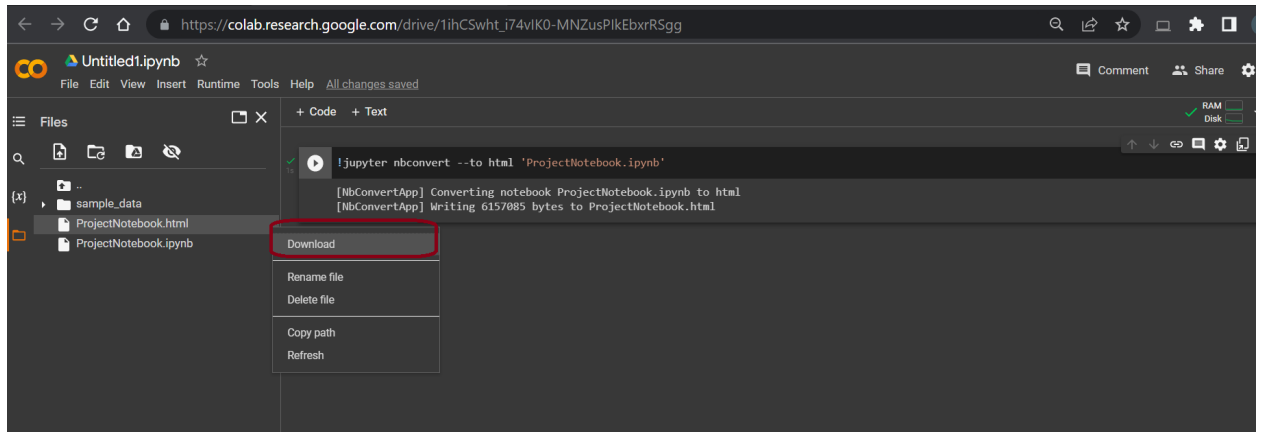 https://colab.research.google.com/drive/1ihCSwht_i74vIK0-MNZusPIkEbxrRSgg
Untitled1.ipynb
File Edit View Insert Runtime Tools Help All changes saved
Comment Share
Files
+ Code + Text
RAM
Disk
!jupyter nbconvert --to html 'ProjectNotebook.ipynb'
1s
[NbConvertApp] Converting notebook ProjectNotebook.ipynb to html
[NbConvertApp] Writing 6157085 bytes to ProjectNotebook.html
{x}
..
sample_data
ProjectNotebook.html
ProjectNotebook.ipynb
Download
Rename file
Delete file
Copy path
Refresh